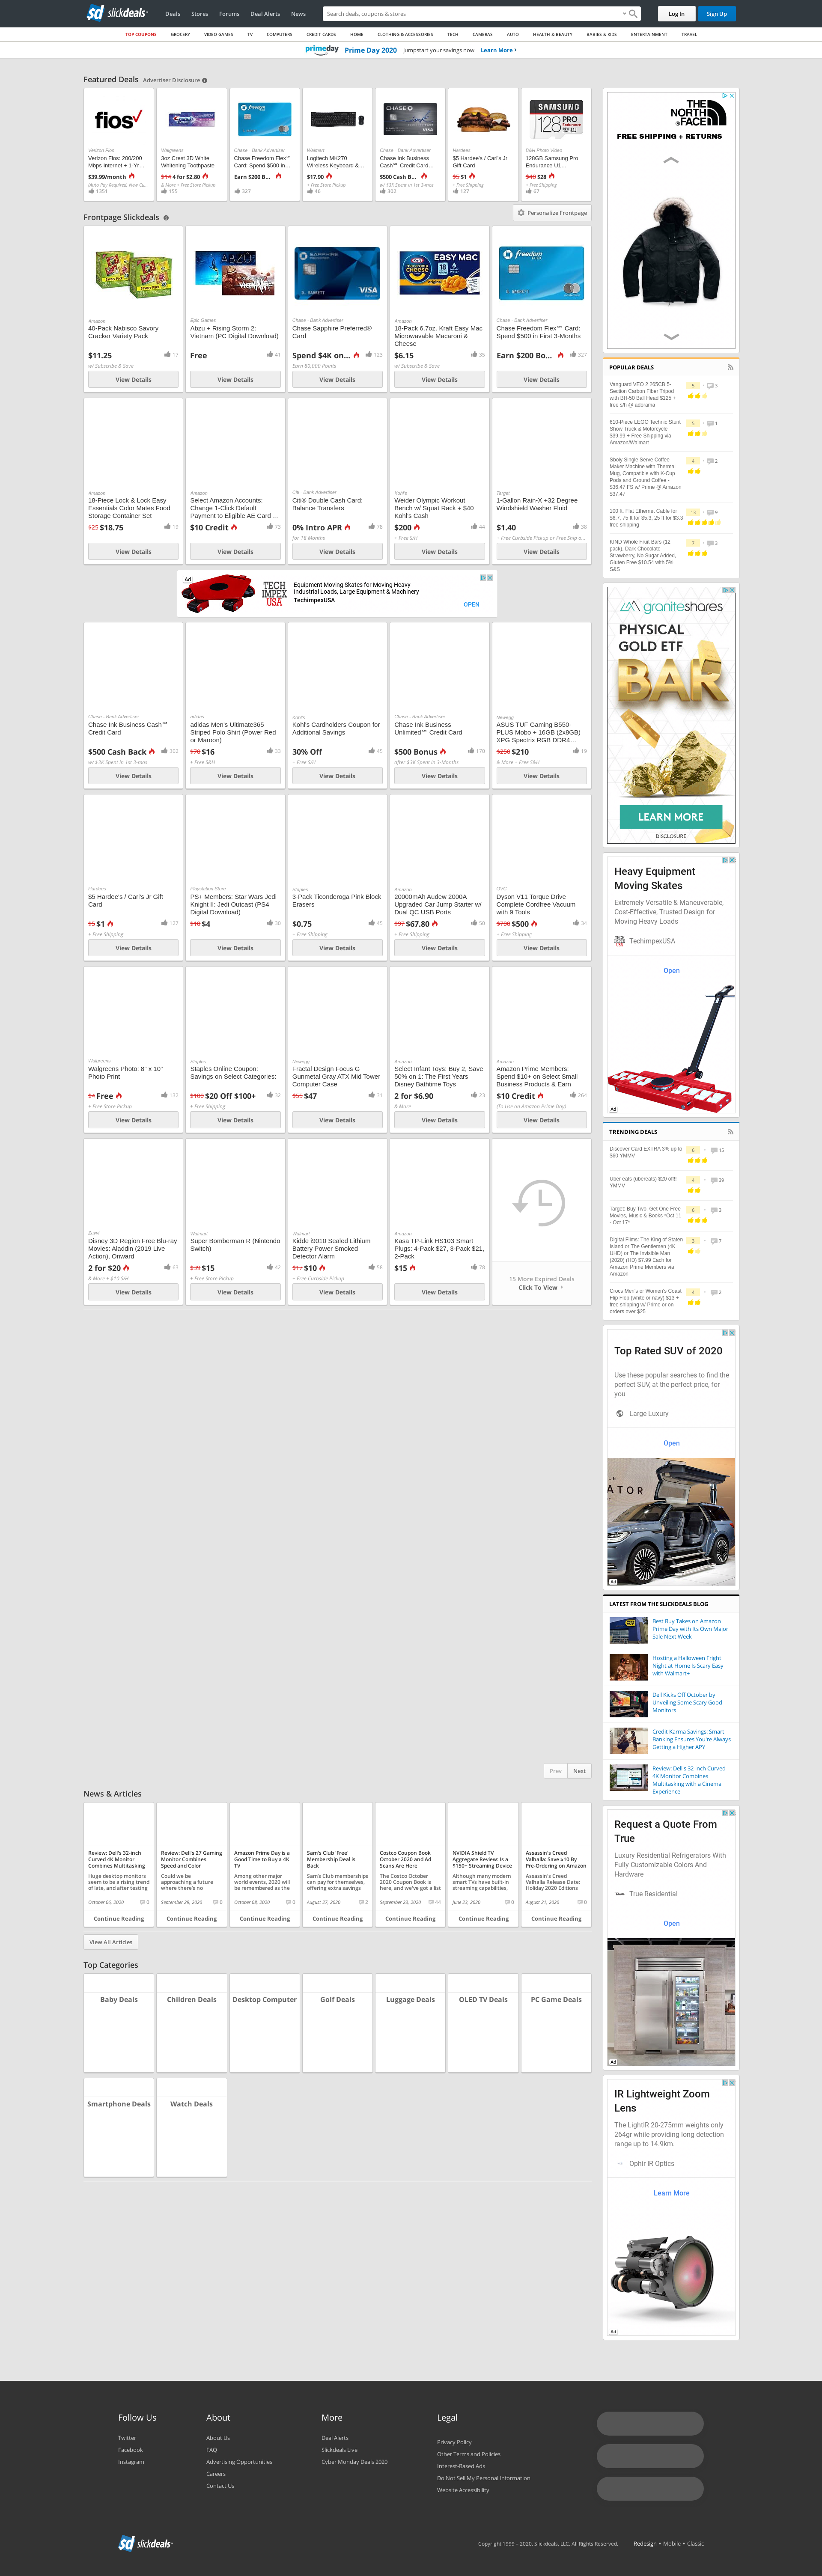 slickdeals
Deals
Stores
Forums
Deal Alerts
News
Search deals, coupons & stores
Log In
Sign Up
TOP COUPONS
GROCERY
VIDEO GAMES
TV
COMPUTERS
CREDIT CARDS
HOME
CLOTHING & ACCESSORIES
TECH
CAMERAS
AUTO
HEALTH & BEAUTY
BABIES & KIDS
ENTERTAINMENT
TRAVEL
primeday Prime Day 2020 Jumpstart your savings now Learn More
Featured Deals Advertiser Disclosure
Verizon Fios
Verizon Fios: 200/200
Mbps Internet + 1-Yr...
$39.99/month
1351
Walgreens
3oz Crest 3D White
Whitening Toothpaste
$14 4 for $2.80
& More + Free Store Pickup
155
Chase - Bank Advertiser
Chase Freedom Flex℠
Card: Spend $500 in...
Earn $200 B...
327
Walmart
Logitech MK270
Wireless Keyboard &...
$17.90
+ Free Store Pickup
46
Chase - Bank Advertiser
Chase Ink Business
Cash℠ Credit Card...
$500 Cash B...
w/ $3K Spent in 1st 3-mos
302
Hardees
$5 Hardee's / Carl's Jr
Gift Card
$5 $1
+ Free Shipping
127
B&H Photo Video
128GB Samsung Pro
Endurance U1...
$40 $28
+ Free Shipping
67
Frontpage Slickdeals
Personalize Frontpage
Amazon
40-Pack Nabisco Savory
Cracker Variety Pack
$11.25
17
w/ Subscribe & Save
View Details
Epic Games
Abzu + Rising Storm 2:
Vietnam (PC Digital Download)
Free
41
View Details
Chase - Bank Advertiser
Chase Sapphire Preferred®
Card
Spend $4K on...
123
Earn 80,000 Points
View Details
Amazon
18-Pack 6.7oz. Kraft Easy Mac
Microwavable Macaroni &
Cheese
$6.15
35
w/ Subscribe & Save
View Details
Chase - Bank Advertiser
Chase Freedom Flex℠ Card:
Spend $500 in First 3-Months
Earn $200 Bo...
327
View Details
Amazon
18-Piece Lock & Lock Easy
Essentials Color Mates Food
Storage Container Set
$25 $18.75
19
View Details
Amazon
Select Amazon Accounts:
Change 1-Click Default
Payment to Eligible AE Card ...
$10 Credit
75
View Details
Citi - Bank Advertiser
Citi® Double Cash Card:
Balance Transfers
0% Intro APR
78
for 18 Months
View Details
Kohl's
Weider Olympic Workout
Bench w/ Squat Rack + $40
Kohl's Cash
$200
44
+ Free S/H
View Details
Target
1-Gallon Rain-X +32 Degree
Windshield Washer Fluid
$1.40
38
+ Free Curbside Pickup or Free Ship s...
View Details
Ad
TECH IMPEX USA
Equipment Moving Skates for Moving Heavy
Industrial Loads, Large Equipment & Machinery
TechimpexUSA
OPEN
Chase - Bank Advertiser
Chase Ink Business Cash℠
Credit Card
$500 Cash Back
302
w/ $3K Spent in 1st 3-mos
View Details
adidas
adidas Men's Ultimate365
Striped Polo Shirt (Power Red
or Maroon)
$70 $16
33
+ Free S&H
View Details
Kohl's
Kohl's Cardholders Coupon for
Additional Savings
30% Off
45
+ Free S/H
View Details
Chase - Bank Advertiser
Chase Ink Business
Unlimited℠ Credit Card
$500 Bonus
170
after $3K Spent in 3-Months
View Details
Newegg
ASUS TUF Gaming B550-
PLUS Mobo + 16GB (2x8GB)
XPG Spectrix RGB DDR4...
$258 $210
19
& More + Free S&H
View Details
Hardees
$5 Hardee's / Carl's Jr Gift
Card
$5 $1
127
+ Free Shipping
View Details
Playstation Store
PS+ Members: Star Wars Jedi
Knight II: Jedi Outcast (PS4
Digital Download)
$10 $4
30
View Details
Staples
3-Pack Ticonderoga Pink Block
Erasers
$0.75
45
+ Free Shipping
View Details
Amazon
20000mAh Audew 2000A
Upgraded Car Jump Starter w/
Dual QC USB Ports
$97 $67.80
50
+ Free Shipping
View Details
QVC
Dyson V11 Torque Drive
Complete Cordfree Vacuum
with 9 Tools
$700 $500
34
+ Free Shipping
View Details
Walgreens
Walgreens Photo: 8" x 10"
Photo Print
$4 Free
132
+ Free Store Pickup
View Details
Staples
Staples Online Coupon:
Savings on Select Categories:
$100 $20 Off $100+
32
+ Free Shipping
View Details
Newegg
Fractal Design Focus G
Gunmetal Gray ATX Mid Tower
Computer Case
$55 $47
31
View Details
Amazon
Select Infant Toys: Buy 2, Save
50% on 1: The First Years
Disney Bathtime Toys
2 for $6.90
23
& More
View Details
Amazon
Amazon Prime Members:
Spend $10+ on Select Small
Business Products & Earn
$10 Credit
264
(To Use on Amazon Prime Day)
View Details
Zavvi
Disney 3D Region Free Blu-ray
Movies: Aladdin (2019 Live
Action), Onward
2 for $20
63
& More + $10 S/H
View Details
Walmart
Super Bomberman R (Nintendo
Switch)
$39 $15
62
+ Free Store Pickup
View Details
Walmart
Kidde i9010 Sealed Lithium
Battery Power Smoked
Detector Alarm
$17 $10
58
+ Free Curbside Pickup
View Details
Amazon
Kasa TP-Link HS103 Smart
Plugs: 4-Pack $27, 3-Pack $21,
2-Pack
$15
78
View Details
15 More Expired Deals
Click To View
Prev
Next
News & Articles
Review: Dell's 32-inch
Curved 4K Monitor
Combines Multitasking
Huge desktop monitors
seem to be a rising trend
of late, and after testing
October 06, 2020
0
Continue Reading
Review: Dell's 27 Gaming
Monitor Combines
Speed and Color
Could we be
approaching a future
where there's no
September 29, 2020
0
Continue Reading
Amazon Prime Day is a
Good Time to Buy a 4K
TV
Among other major
world events, 2020 will
be remembered as the
October 08, 2020
0
Continue Reading
Sam's Club 'Free'
Membership Deal is
Back
Sam's Club memberships
can pay for themselves,
offering extra savings
August 27, 2020
2
Continue Reading
Costco Coupon Book
October 2020 and Ad
Scans Are Here
The Costco October
2020 Coupon Book is
here, and we've got a list
September 23, 2020
44
Continue Reading
NVIDIA Shield TV
Aggregate Review: Is a
$150+ Streaming Device
Although many modern
smart TVs have built-in
streaming capabilities,
June 23, 2020
0
Continue Reading
Assassin's Creed
Valhalla: Save $10 By
Pre-Ordering on Amazon
Assassin's Creed
Valhalla Release Date:
Holiday 2020 Editions
August 21, 2020
0
Continue Reading
View All Articles
Top Categories
Baby Deals
Children Deals
Desktop Computer
Golf Deals
Luggage Deals
OLED TV Deals
PC Game Deals
Smartphone Deals
Watch Deals
THE NORTH FACE
FREE SHIPPING + RETURNS
POPULAR DEALS
Vanguard VEO 2 265CB 5-
Section Carbon Fiber Tripod
with BH-50 Ball Head $125 +
free s/h @ adorama
5
3
610-Piece LEGO Technic Stunt
Show Truck & Motorcycle
$39.99 + Free Shipping via
Amazon/Walmart
5
1
Sboly Single Serve Coffee
Maker Machine with Thermal
Mug, Compatible with K-Cup
Pods and Ground Coffee -
$36.47 FS w/ Prime @ Amazon
$37.47
4
2
100 ft. Flat Ethernet Cable for
$6.7, 75 ft for $5.3, 25 ft for $3.3
free shipping
13
9
KIND Whole Fruit Bars (12
pack), Dark Chocolate
Strawberry, No Sugar Added,
Gluten Free $10.54 with 5%
S&S
7
3
graniteshares
PHYSICAL
GOLD ETF
BAR
LEARN MORE
DISCLOSURE
Heavy Equipment
Moving Skates
Extremely Versatile & Maneuverable,
Cost-Effective, Trusted Design for
Moving Heavy Loads
TechimpexUSA
Open
Ad
TRENDING DEALS
Discover Card EXTRA 3% up to
$60 YMMV
6
15
Uber eats (ubereats) $20 off!!
YMMV
4
39
Target: Buy Two, Get One Free
Movies, Music & Books *Oct 11
- Oct 17*
6
3
Digital Films: The King of Staten
Island or The Gentlemen (4K
UHD) or The Invisible Man
(2020) (HD) $7.99 Each for
Amazon Prime Members via
Amazon
3
7
Crocs Men's or Women's Coast
Flip Flop (white or navy) $13 +
free shipping w/ Prime or on
orders over $25
4
2
Top Rated SUV of 2020
Use these popular searches to find the
perfect SUV, at the perfect price, for
you
Large Luxury
Open
Ad
LATEST FROM THE SLICKDEALS BLOG
Best Buy Takes on Amazon
Prime Day with Its Own Major
Sale Next Week
Hosting a Halloween Fright
Night at Home Is Scary Easy
with Walmart+
Dell Kicks Off October by
Unveiling Some Scary Good
Monitors
Credit Karma Savings: Smart
Banking Ensures You're Always
Getting a Higher APY
Review: Dell's 32-inch Curved
4K Monitor Combines
Multitasking with a Cinema
Experience
Request a Quote From
True
Luxury Residential Refrigerators With
Fully Customizable Colors And
Hardware
True Residential
Open
Ad
IR Lightweight Zoom
Lens
The LightIR 20-275mm weights only
264gr while providing long detection
range up to 14.9km.
Ophir IR Optics
Learn More
Ad
Follow Us
Twitter
Facebook
Instagram
About
About Us
FAQ
Advertising Opportunities
Careers
Contact Us
More
Deal Alerts
Slickdeals Live
Cyber Monday Deals 2020
Legal
Privacy Policy
Other Terms and Policies
Interest-Based Ads
Do Not Sell My Personal Information
Website Accessibility
slickdeals
Copyright 1999 - 2020. Slickdeals, LLC. All Rights Reserved.
Redesign • Mobile • Classic